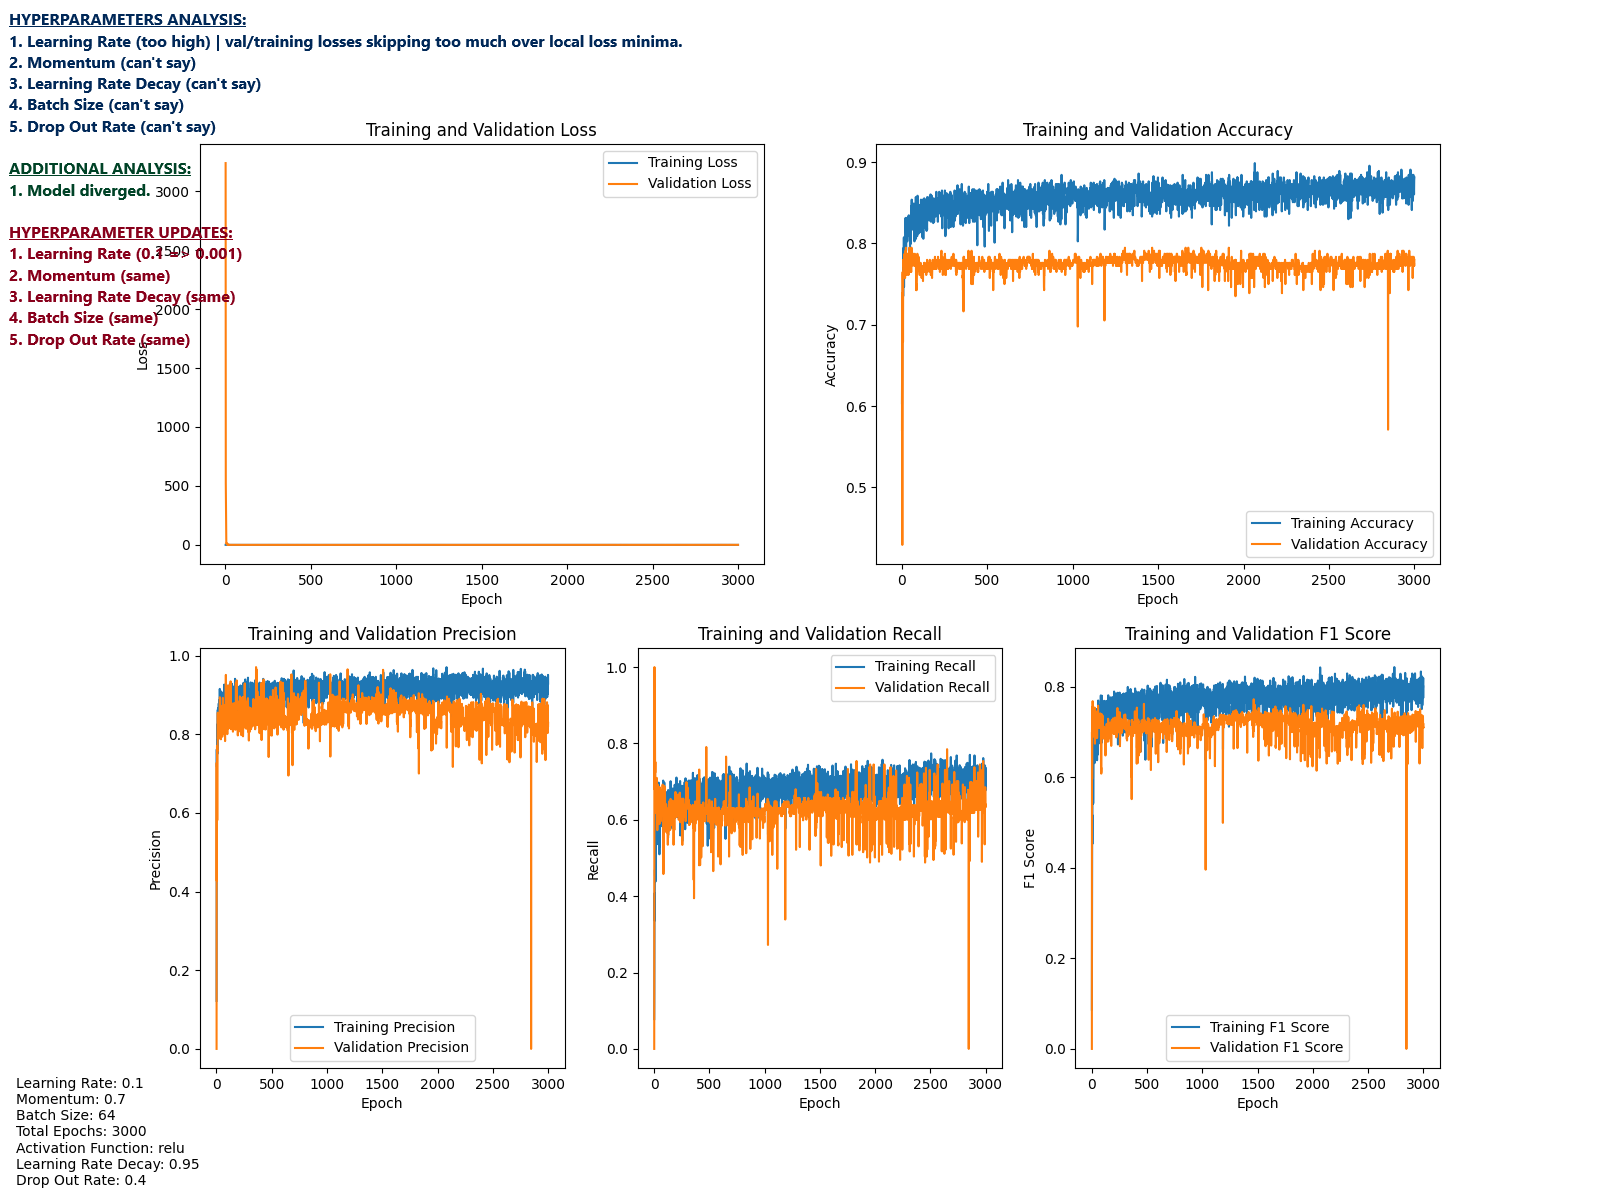 HYPERPARAMETERS ANALYSIS:
1. Learning Rate (too high) | val/training losses skipping too much over local loss minima.
2. Momentum (can't say)
3. Learning Rate Decay (can't say)
4. Batch Size (can't say)
5. Drop Out Rate (can't say)
ADDITIONAL ANALYSIS:
1. Model diverged.
HYPERPARAMETER UPDATES:
1. Learning Rate (0.1 => 0.001)
2. Momentum (same)
3. Learning Rate Decay (same)
4. Batch Size (same)
5. Drop Out Rate (same)
Training and Validation Loss
Training Loss
Validation Loss
3000
2500
2000
1500
1000
500
0
Loss
0 500 1000 1500 2000 2500 3000
Epoch
Training and Validation Accuracy
0.9
0.8
0.7
0.6
0.5
Accuracy
Training Accuracy
Validation Accuracy
0 500 1000 1500 2000 2500 3000
Epoch
Training and Validation Precision
1.0
0.8
0.6
0.4
0.2
0.0
Precision
Training Precision
Validation Precision
0 500 1000 1500 2000 2500 3000
Epoch
Training and Validation Recall
Training Recall
Validation Recall
1.0
0.8
0.6
0.4
0.2
0.0
Recall
0 500 1000 1500 2000 2500 3000
Epoch
Training and Validation F1 Score
0.8
0.6
0.4
0.2
0.0
F1 Score
Training F1 Score
Validation F1 Score
0 500 1000 1500 2000 2500 3000
Epoch
Learning Rate: 0.1
Momentum: 0.7
Batch Size: 64
Total Epochs: 3000
Activation Function: relu
Learning Rate Decay: 0.95
Drop Out Rate: 0.4